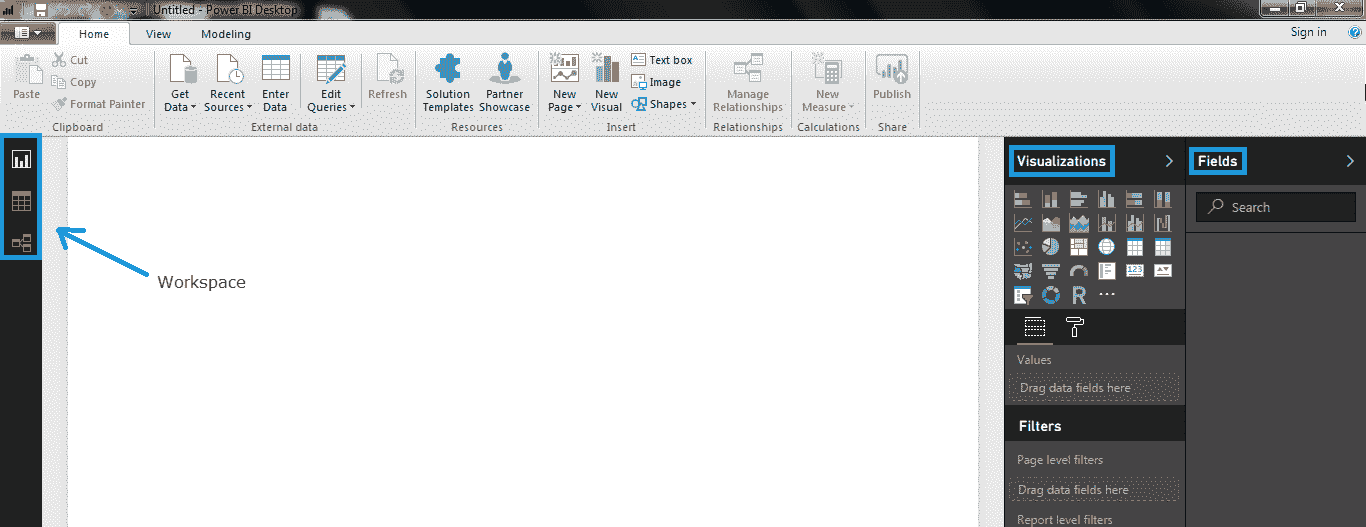 Untitled - Power BI Desktop
Home View Modeling Sign in
Paste
Cut
Copy
Format Painter
Clipboard
Get Data
Recent Sources
Enter Data
Edit Queries
Refresh
External data
Solution Templates
Partner Showcase
Resources
New Page
New Visual
Text box
Image
Shapes
Insert
Manage Relationships
Relationships
New Measure
Calculations
Publish
Share
Workspace
Visualizations
123
R
Values
Drag data fields here
Filters
Page level filters
Drag data fields here
Report level filters
Fields
Search